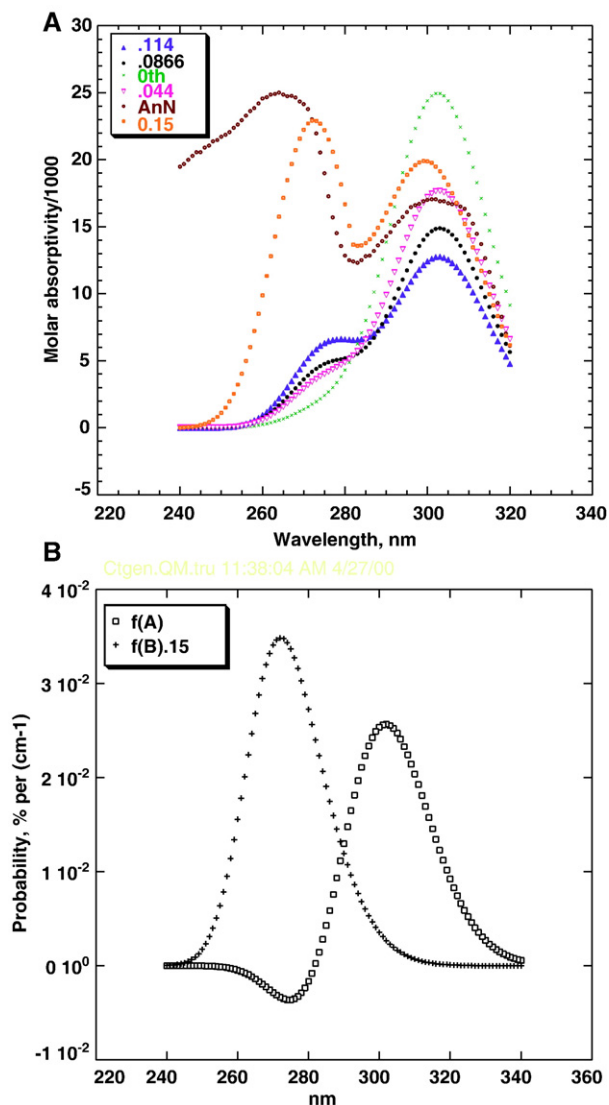 A
Molar absorptivity/1000
30
25
20
15
10
5
0
-5
.114
.0866
0th
.044
AnN
0.15
220 240 260 280 300 320 340
Wavelength, nm
B
Ctgen.QM.tru 11:38:04 AM 4/27/00
Probability, % per (cm-1)
4 10⁻²
3 10⁻²
2 10⁻²
1 10⁻²
0 10⁰
-1 10⁻²
f(A)
f(B).15
220 240 260 280 300 320 340 360
nm